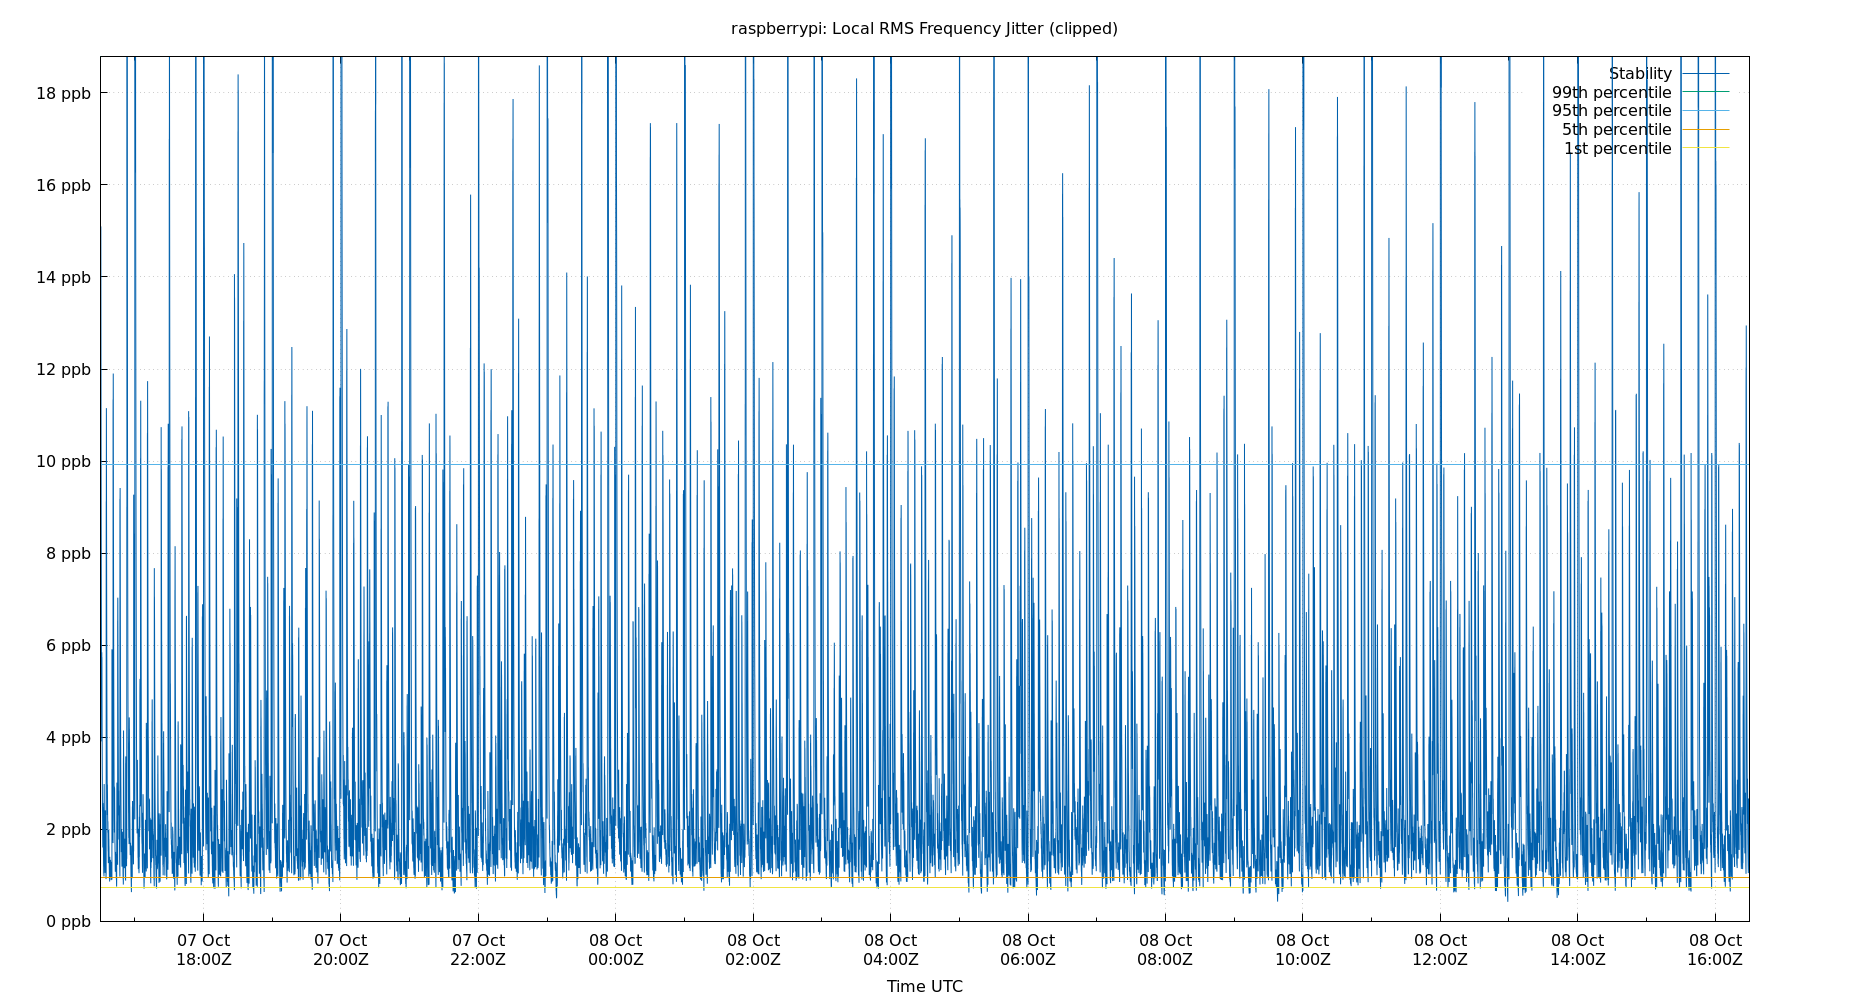 raspberrypi: Local RMS Frequency Jitter (clipped)
Stability
99th percentile
95th percentile
5th percentile
1st percentile
18 ppb
16 ppb
14 ppb
12 ppb
10 ppb
8 ppb
6 ppb
4 ppb
2 ppb
0 ppb
07 Oct 07 Oct 07 Oct 08 Oct 08 Oct 08 Oct 08 Oct 08 Oct 08 Oct 08 Oct 08 Oct 08 Oct
18:00Z 20:00Z 22:00Z 00:00Z 02:00Z 04:00Z 06:00Z 08:00Z 10:00Z 12:00Z 14:00Z 16:00Z
Time UTC